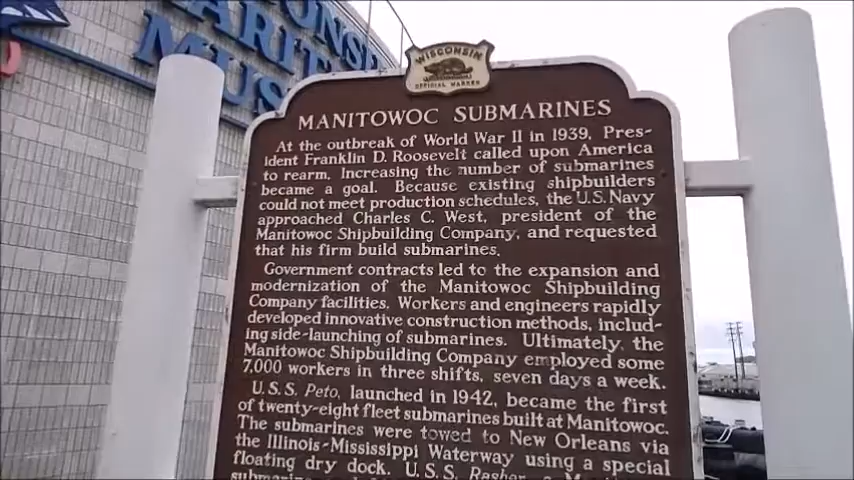 WISCONSIN
OFFICIAL MARKER
MANITOWOC SUBMARINES
At the outbreak of World War II in 1939, Pres-
ident Franklin D. Roosevelt called upon America
to rearm. Increasing the number of submarines
became a goal. Because existing shipbuilders
could not meet production schedules, the U.S. Navy
approached Charles C. West, president of the
Manitowoc Shipbuilding Company, and requested
that his firm build submarines.
Government contracts led to the expansion and
modernization of the Manitowoc Shipbuilding
Company facilities. Workers and engineers rapidly
developed innovative construction methods, includ-
ing side-launching of submarines. Ultimately, the
Manitowoc Shipbuilding Company employed some
7,000 workers in three shifts, seven days a week.
U.S.S. Peto, launched in 1942, became the first
of twenty-eight fleet submarines built at Manitowoc.
The submarines were towed to New Orleans via
the Illinois-Mississippi Waterway using a special
floating dry dock. U.S.S.